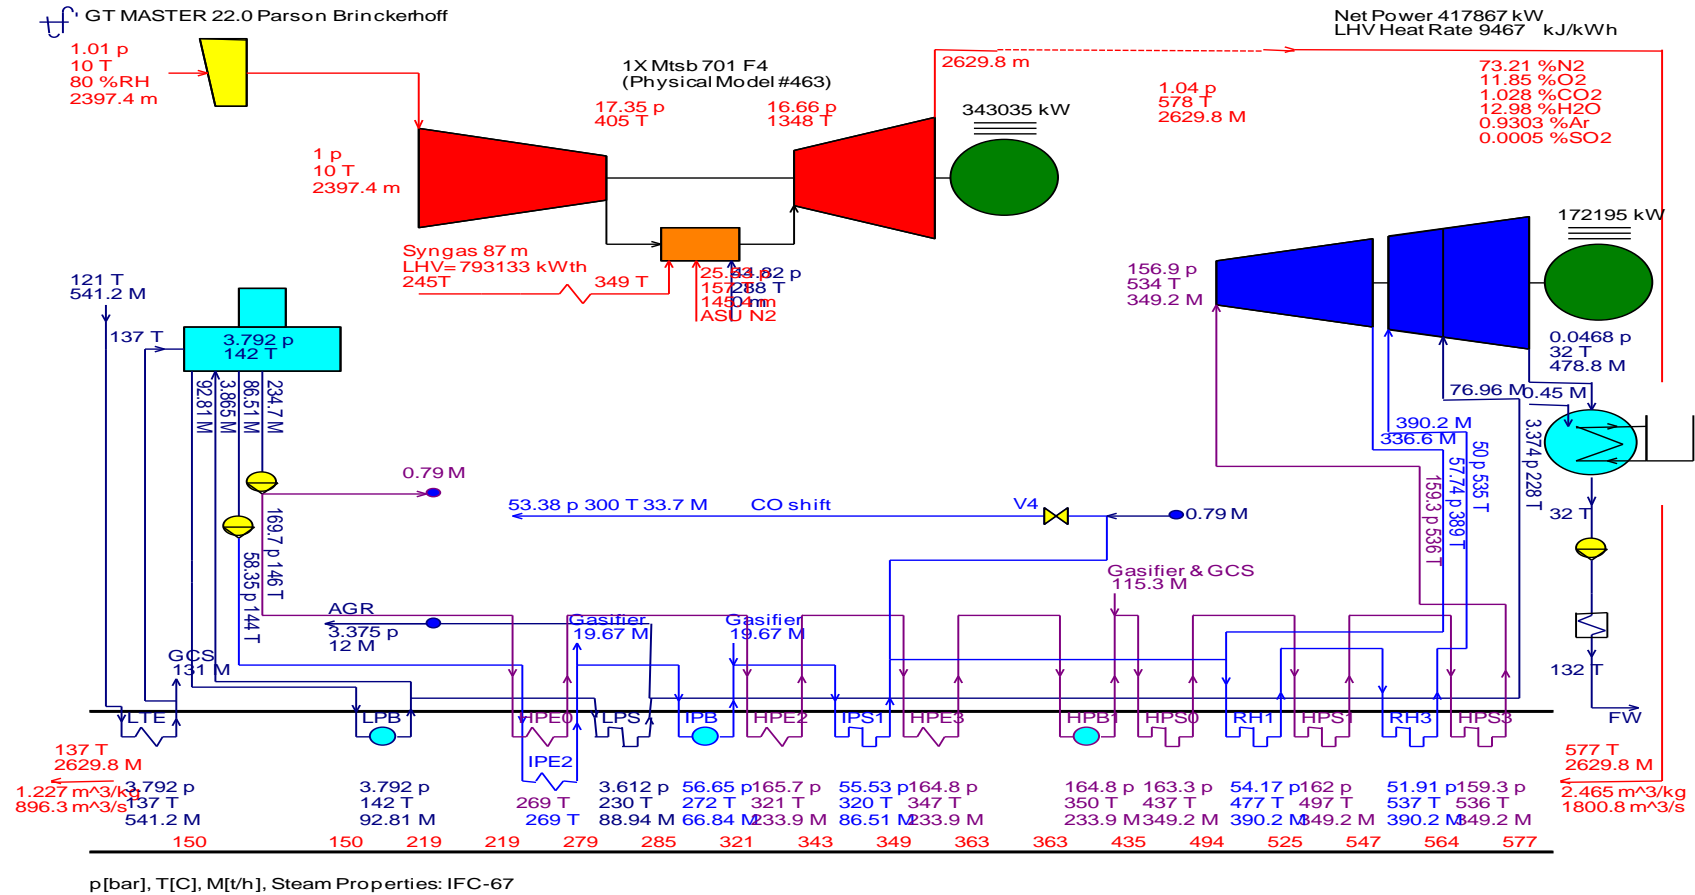 GT MASTER 22.0 Parson Brinckerhoff
Net Power 417867 kW
LHV Heat Rate 9467 kJ/kWh
1.01 p
10 T
80 %RH
2397.4 m
1X Mtsb 701 F4
(Physical Model #463)
17.35 p
405 T
16.66 p
1348 T
2629.8 m
343035 kW
1.04 p
578 T
2629.8 M
73.21 %N2
11.85 %O2
1.028 %CO2
12.98 %H2O
0.9303 %Ar
0.0005 %SO2
1 p
10 T
2397.4 m
172195 kW
Syngas 87 m
LHV=793133 kWth
245T
349 T
288 T
0 m
ASU N2
156.9 p
534 T
349.2 M
121 T
541.2 M
137 T
3.792 p
142 T
0.0468 p
32 T
478.8 M
92.81 M
3.865 M
86.51 M
234.7 M
76.96 M
0.45 M
390.2 M
336.6 M
3.374 p 228 T
50 p 535 T
57.74 p 389 T
159.3 p 536 T
0.79 M
53.38 p 300 T 33.7 M
CO shift
V4
0.79 M
32 T
169.7 p 146 T
58.35 p 144 T
Gasifier & GCS
115.3 M
AGR
3.375 p
12 M
Gasifier
19.67 M
Gasifier
19.67 M
GCS
131 M
132 T
FW
LTE
LPB
HPE0
LPS
IPB
HPE2
IPS1
HPE3
HPB1
HPS0
RH1
HPS1
RH3
HPS3
IPE2
137 T
2629.8 M
1.227 m^3/kg
896.3 m^3/s
3.792 p
137 T
541.2 M
3.792 p
142 T
92.81 M
269 T
269 T
3.612 p
230 T
88.94 M
56.65 p
272 T
66.84 M
165.7 p
321 T
233.9 M
55.53 p
320 T
86.51 M
164.8 p
347 T
233.9 M
164.8 p
350 T
233.9 M
163.3 p
437 T
349.2 M
54.17 p
477 T
390.2 M
162 p
497 T
349.2 M
51.91 p
537 T
390.2 M
159.3 p
536 T
349.2 M
577 T
2629.8 M
2.465 m^3/kg
1800.8 m^3/s
150 150 219 219 279 285 321 343 349 363 363 435 494 525 547 564 577
p[bar], T[C], M[t/h], Steam Properties: IFC-67